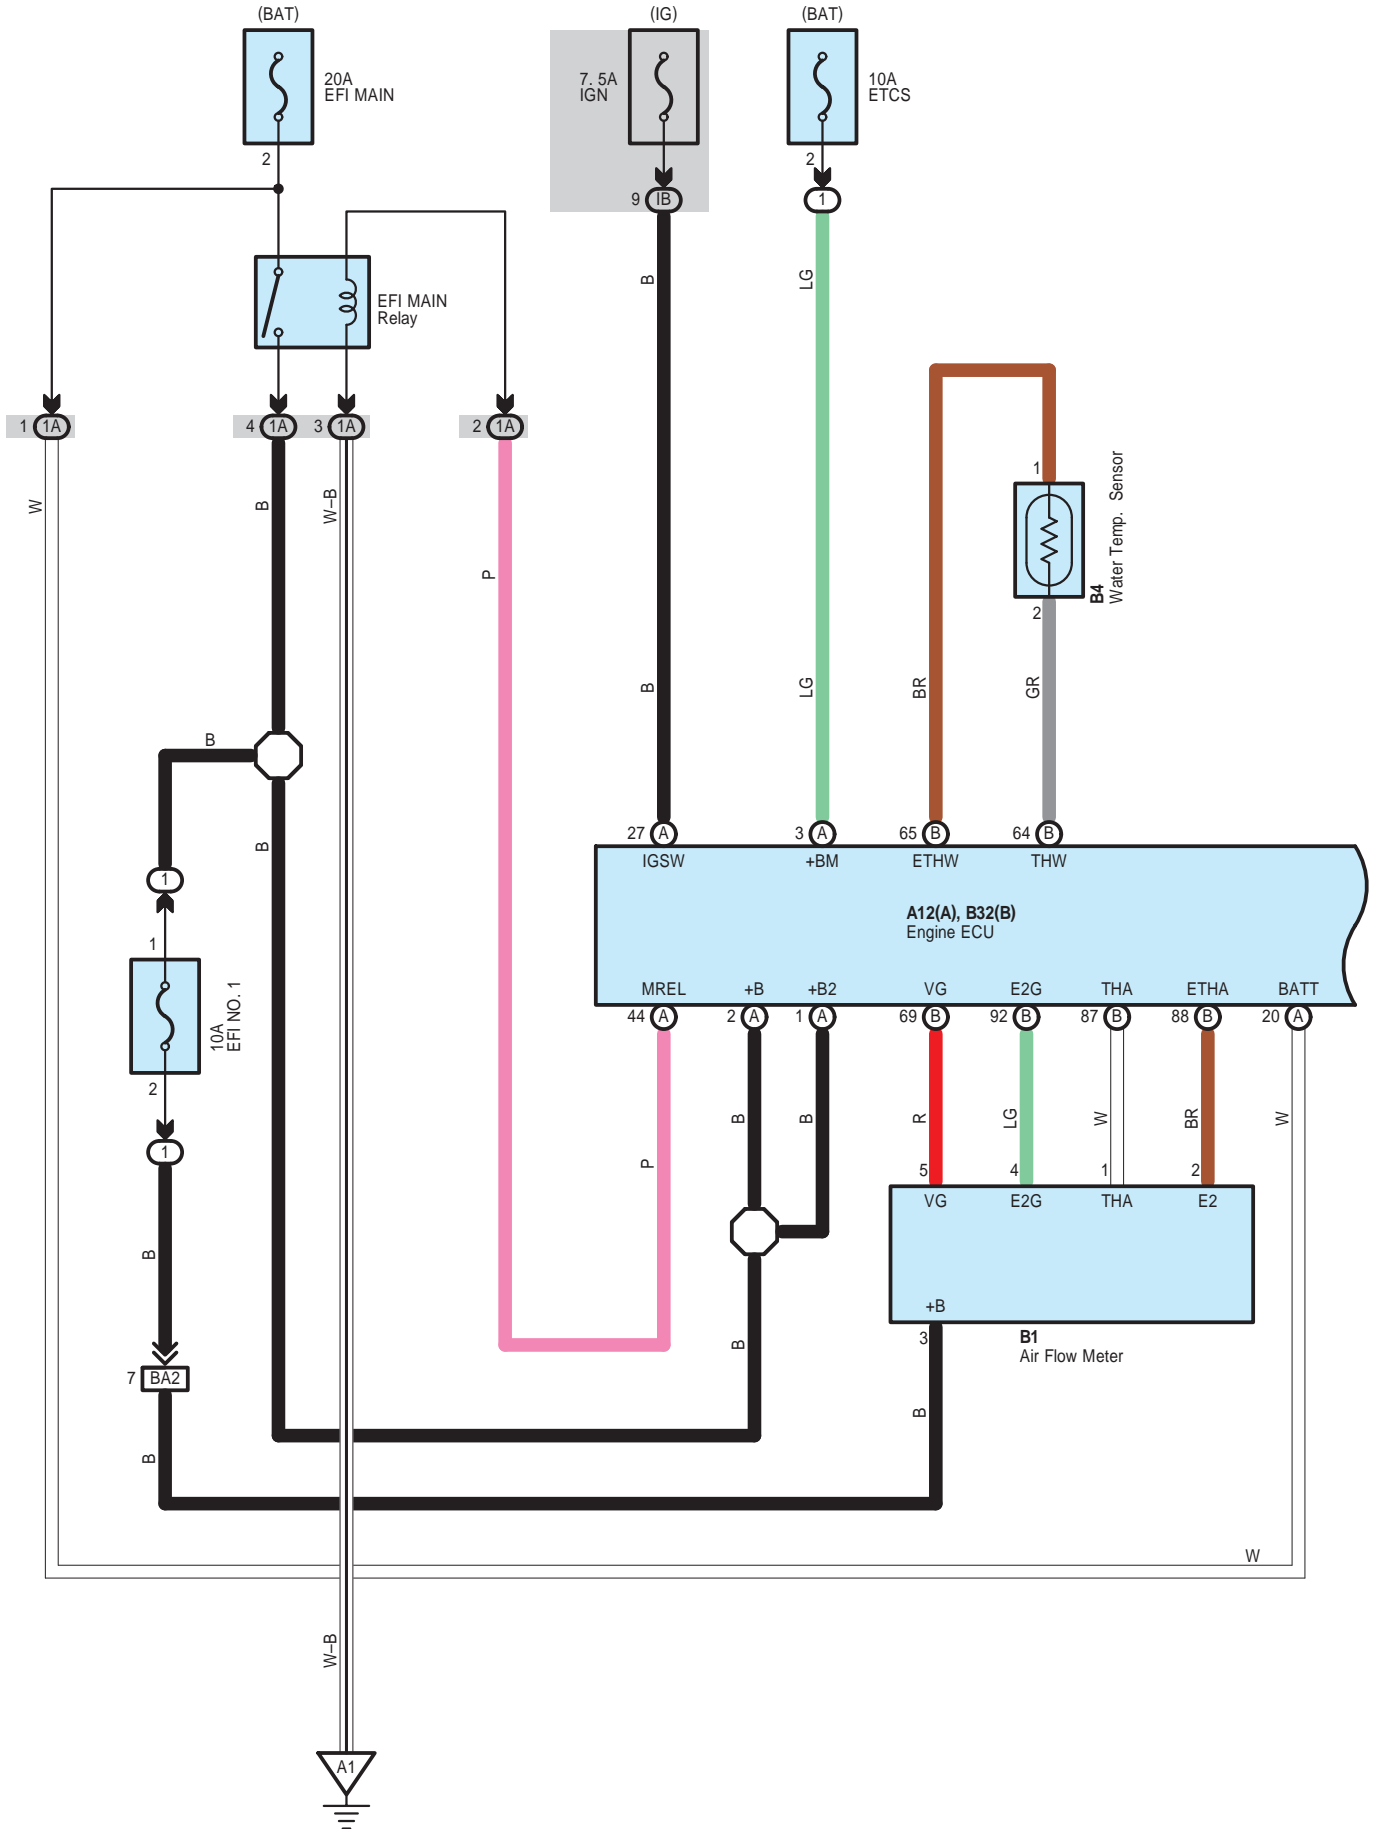 (BAT)
(IG)
(BAT)
20A
EFI MAIN
7. 5A
IGN
10A
ETCS
2
2
9 IB
1
B
LG
EFI MAIN
Relay
1 1A
4 1A
3 1A
2 1A
1
W
B
W–B
P
B4
Water Temp. Sensor
2
B
LG
BR
GR
B
B
27 A
3 A
65 B
64 B
IGSW
+BM
ETHW
THW
1
A12(A), B32(B)
Engine ECU
1
10A
EFI NO. 1
MREL
+B
+B2
VG
E2G
THA
ETHA
BATT
44 A
2 A
1 A
69 B
92 B
87 B
88 B
20 A
2
B
B
R
LG
W
BR
W
1
P
5
4
1
2
VG
E2G
THA
E2
B
+B
B
3
B1
Air Flow Meter
7 BA2
B
B
W
W–B
A1